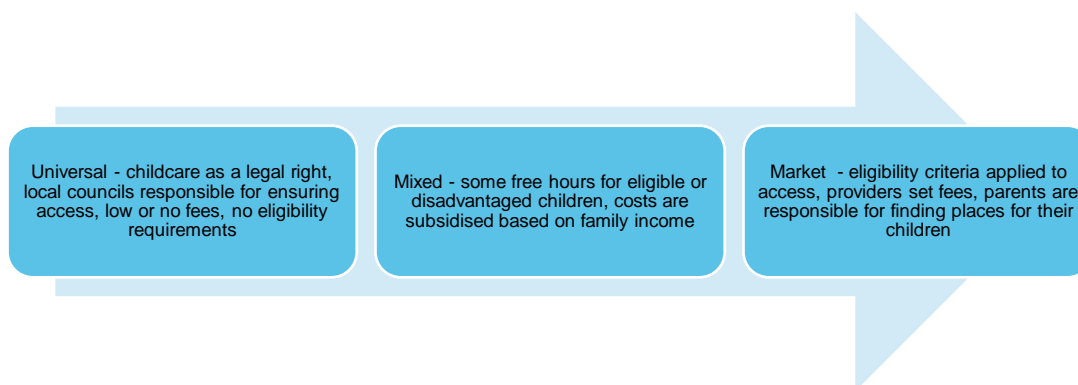 Universal - childcare as a legal right,
local councils responsible for ensuring
access, low or no fees, no eligibility
requirements
Mixed - some free hours for eligible or
disadvantaged children, costs are
subsidised based on family income
Market  - eligibility criteria applied to
access, providers set fees, parents are
responsible for finding places for their
children